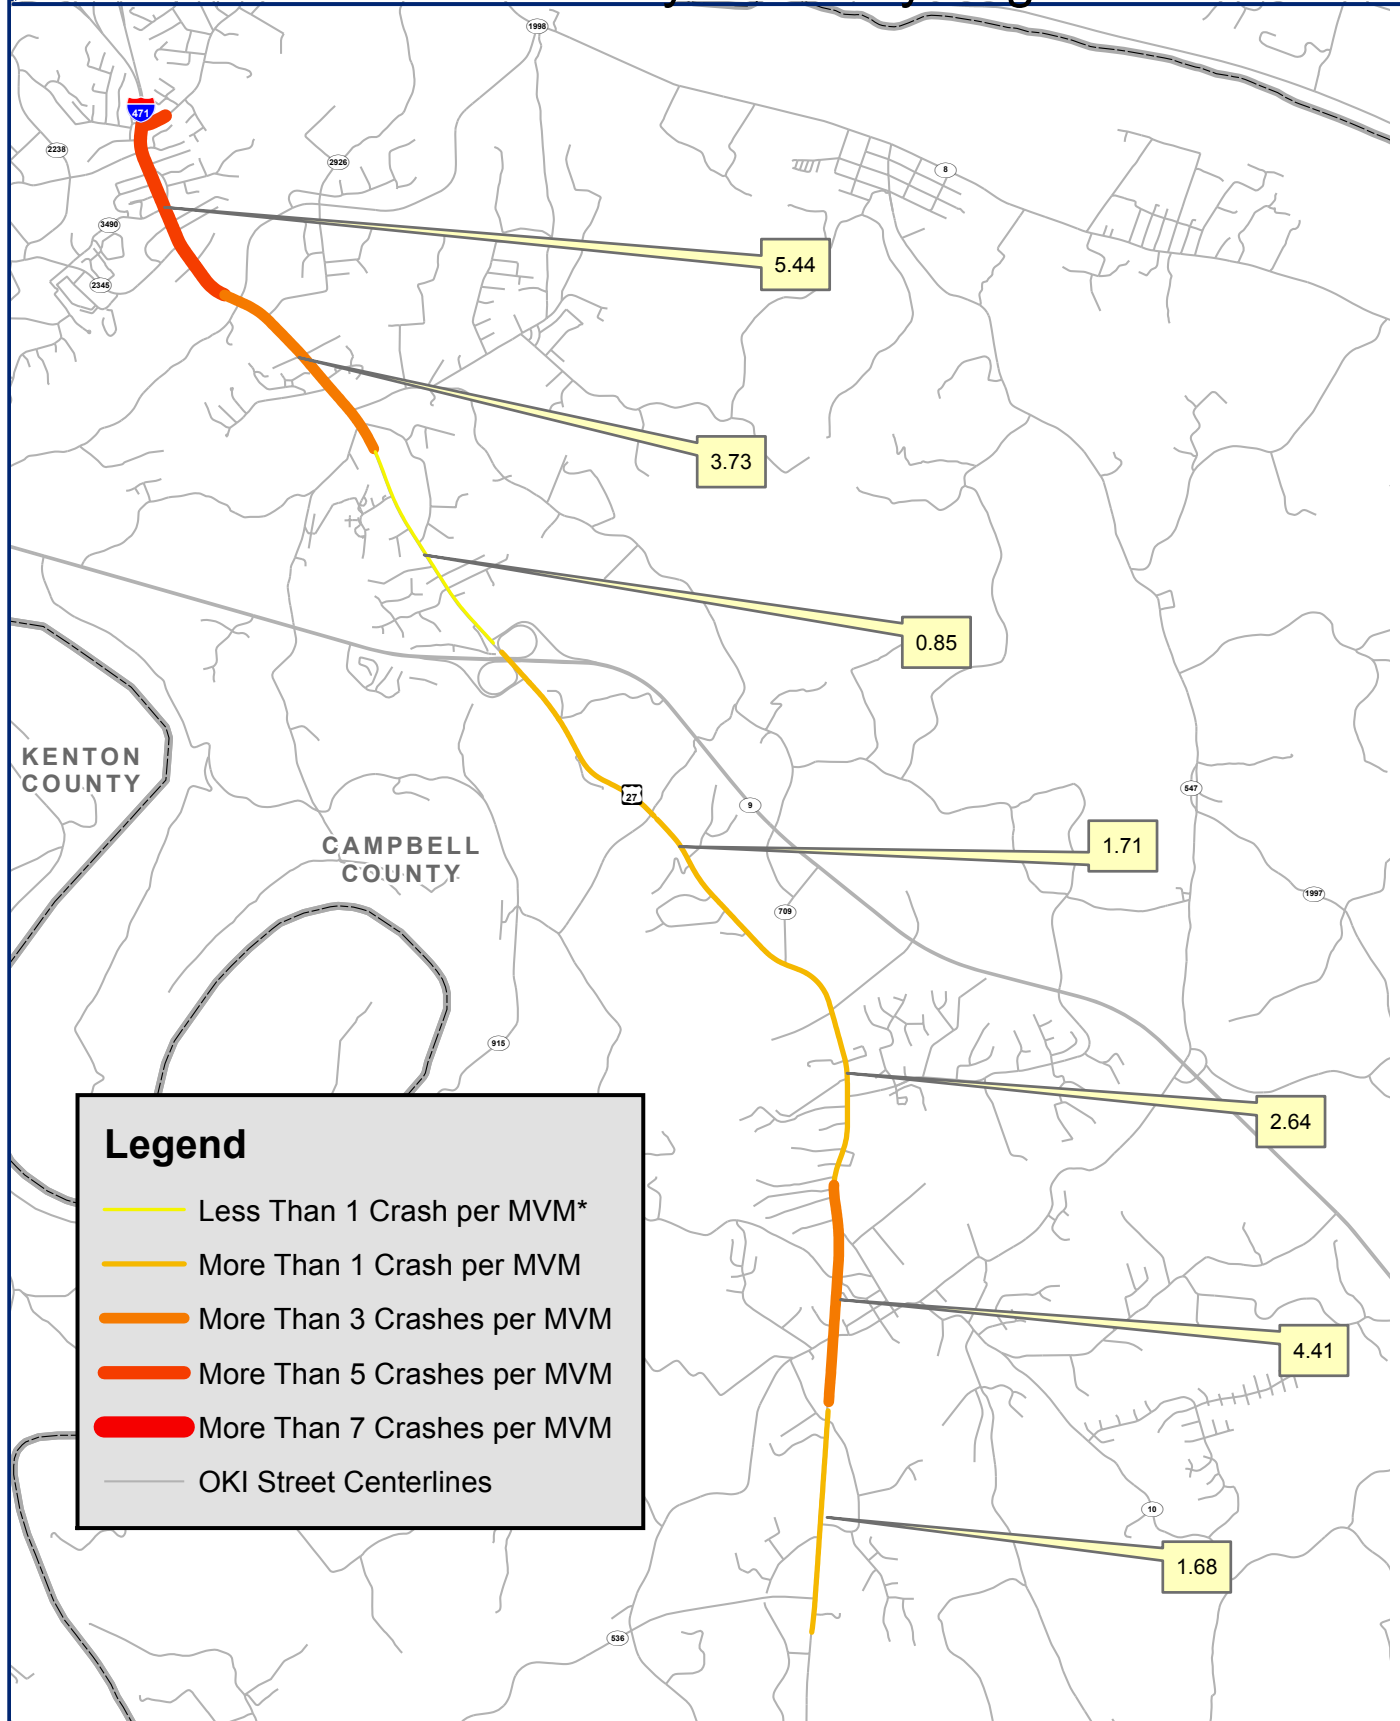 1998
471
2238
2926
8
3490
5.44
2345
3.73
0.85
KENTON
COUNTY
547
27
9
CAMPBELL
COUNTY
1.71
1997
709
915
2.64
Legend
Less Than 1 Crash per MVM*
More Than 1 Crash per MVM
More Than 3 Crashes per MVM
More Than 5 Crashes per MVM
More Than 7 Crashes per MVM
OKI Street Centerlines
4.41
10
1.68
536